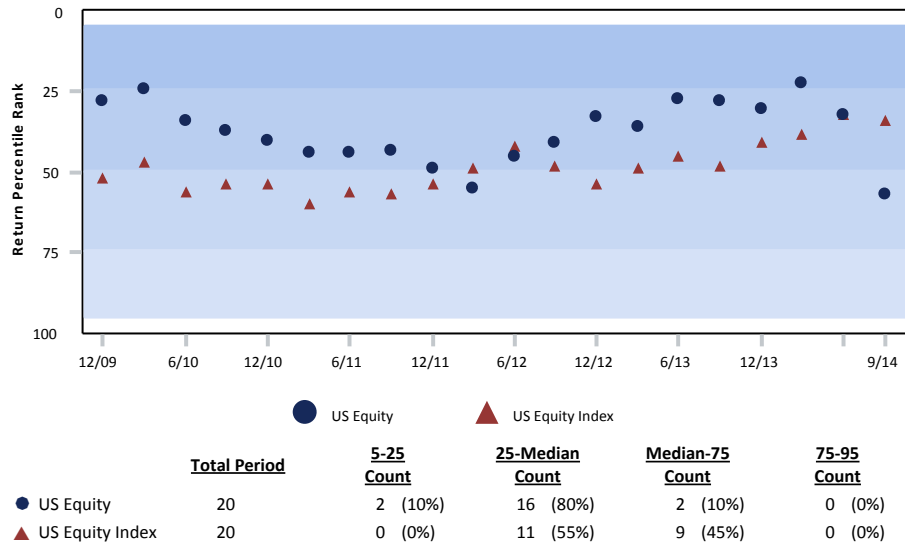 0
25
50
75
100
Return Percentile Rank
12/09 6/10 12/10 6/11 12/11 6/12 12/12 6/13 12/13 9/14
US Equity US Equity Index
Total Period 5-25 Count 25-Median Count Median-75 Count 75-95 Count
US Equity 20 2 (10%) 16 (80%) 2 (10%) 0 (0%)
US Equity Index 20 0 (0%) 11 (55%) 9 (45%) 0 (0%)